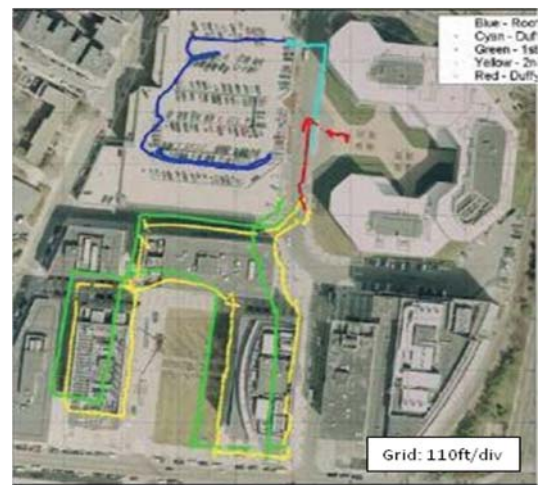 Blue - Roo
Cyan - Duf
Green - 1st
Yellow - 2n
Red - Duffy
Grid: 110ft/div